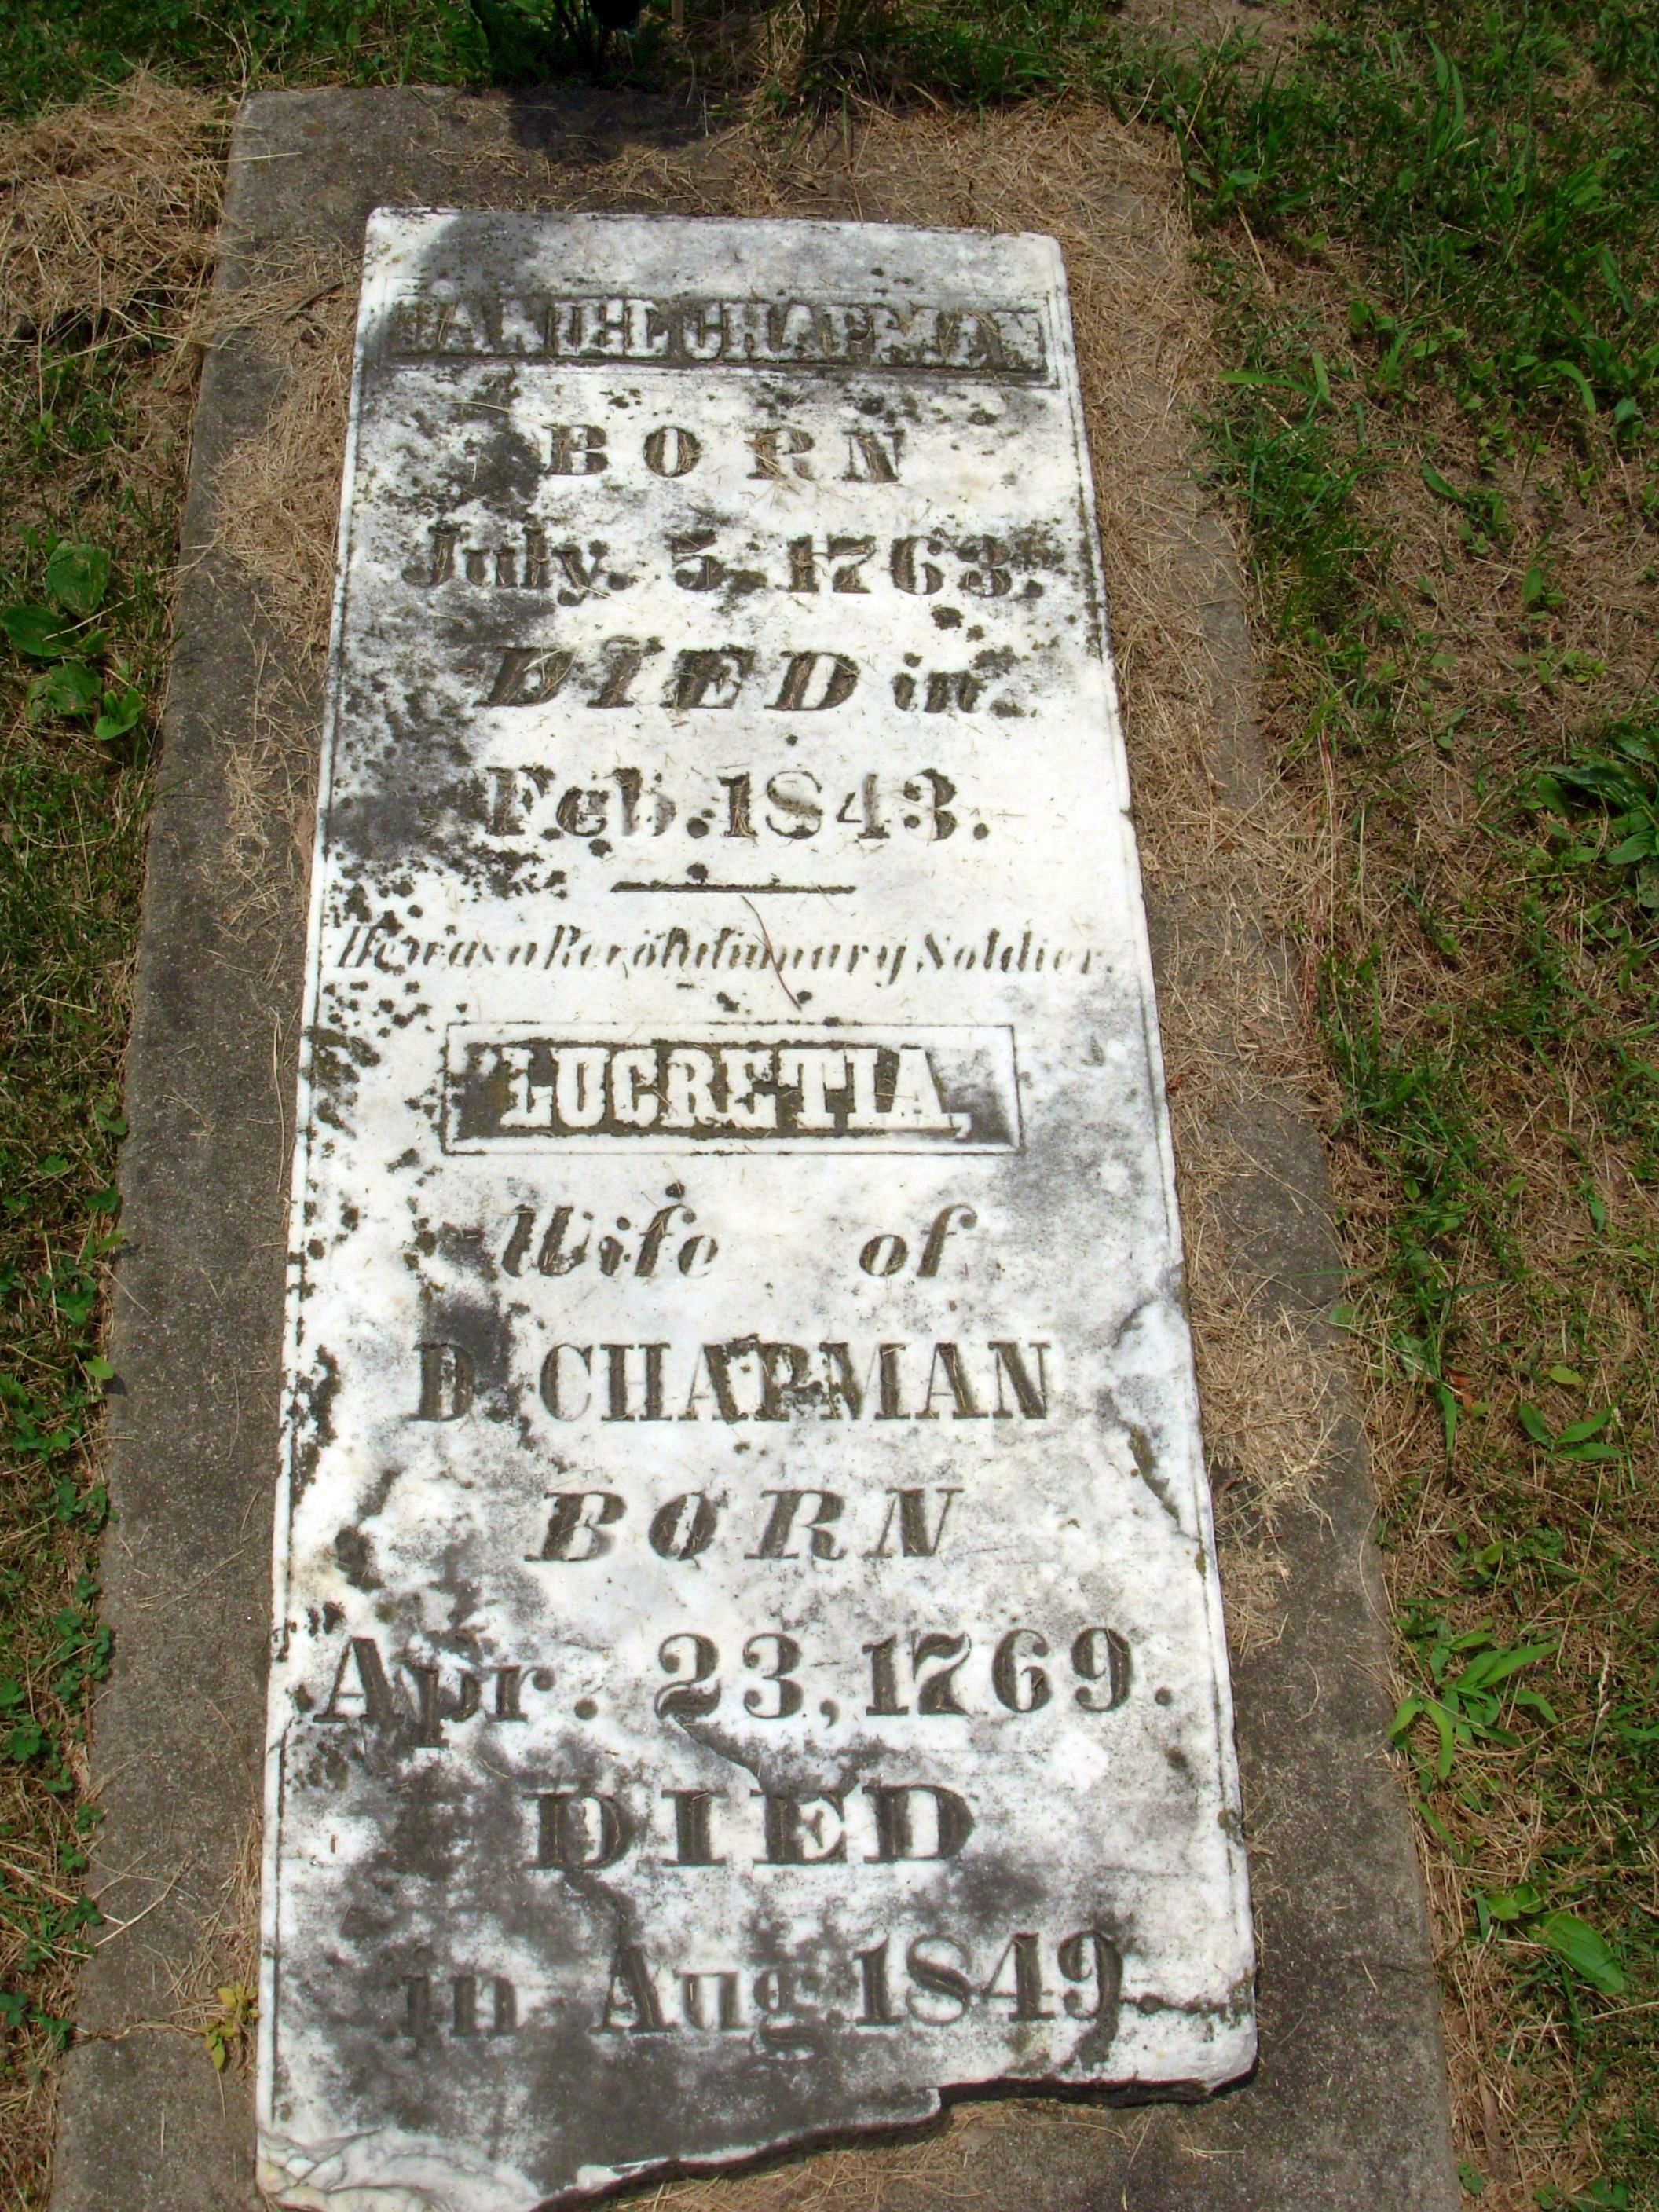 DANIEL CHAPMAN
BORN
July. 5. 1763.
DIED in
Feb. 1843.
He was a Revolutionary Soldier.
LUCRETIA,
Wife of
D. CHAPMAN
BORN
Apr. 23, 1769.
DIED
in Aug. 1849.